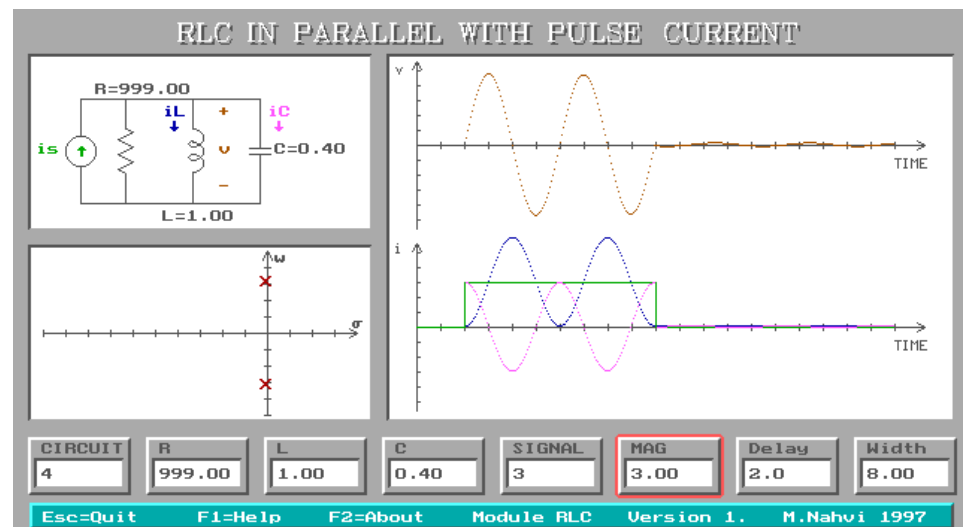 RLC IN PARALLEL WITH PULSE CURRENT
R=999.00
iL + iC
is v C=0.40
−
L=1.00
v
TIME
w
σ
i
TIME
CIRCUIT R L C SIGNAL MAG Delay Width
4 999.00 1.00 0.40 3 3.00 2.0 8.00
Esc=Quit F1=Help F2=About Module RLC Version 1. M.Nahvi 1997